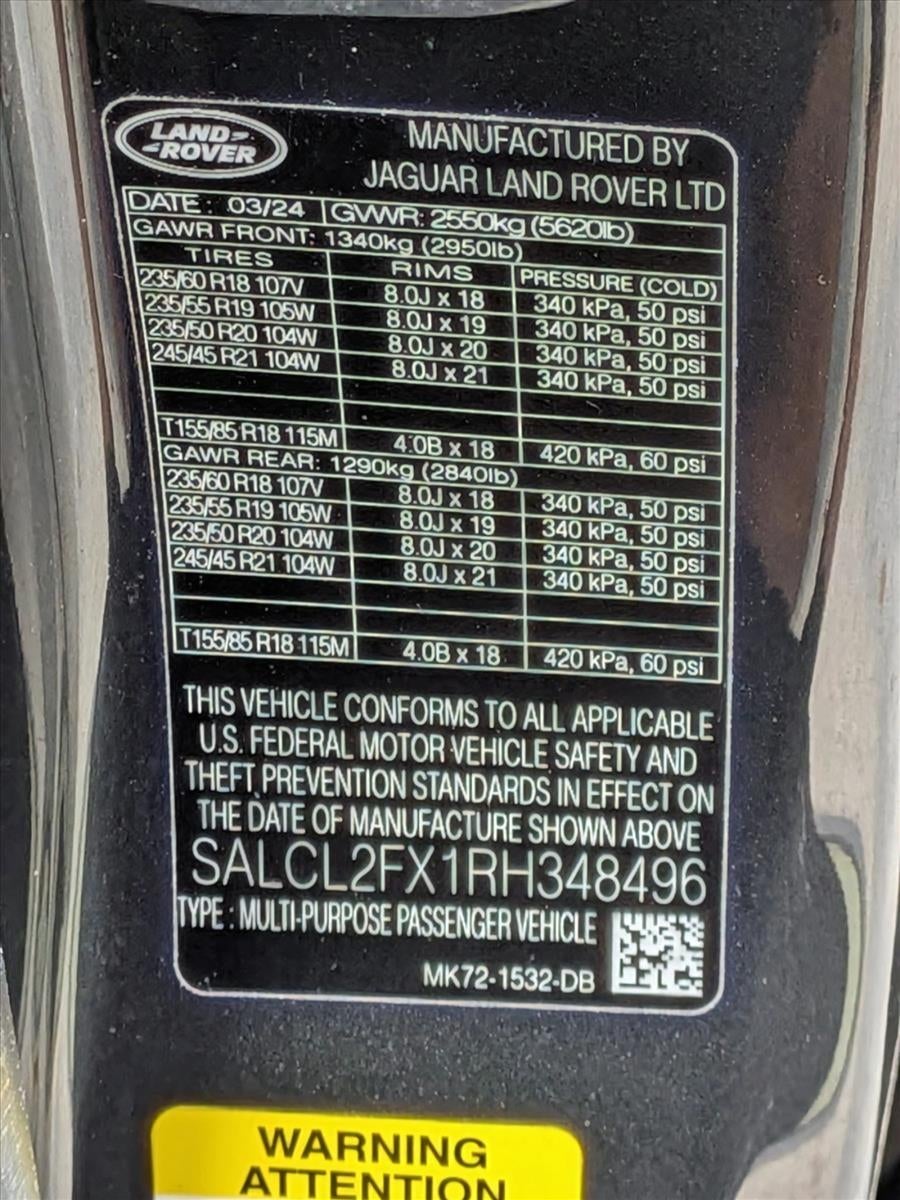 LAND-
-ROVER
MANUFACTURED BY
JAGUAR LAND ROVER LTD
DATE: 03/24 GVWR: 2550kg (5620lb)
GAWR FRONT: 1340kg (2950lb)
TIRES RIMS PRESSURE (COLD)
235/60 R18 107V 8.0J x 18 340 kPa, 50 psi
235/55 R19 105W 8.0J x 19 340 kPa, 50 psi
235/50 R20 104W 8.0J x 20 340 kPa, 50 psi
245/45 R21 104W 8.0J x 21 340 kPa, 50 psi
T155/85 R18 115M 4.0B x 18 420 kPa, 60 psi
GAWR REAR: 1290kg (2840lb)
235/60 R18 107V 8.0J x 18 340 kPa, 50 psi
235/55 R19 105W 8.0J x 19 340 kPa, 50 psi
235/50 R20 104W 8.0J x 20 340 kPa, 50 psi
245/45 R21 104W 8.0J x 21 340 kPa, 50 psi
T155/85 R18 115M 4.0B x 18 420 kPa, 60 psi
THIS VEHICLE CONFORMS TO ALL APPLICABLE
U.S. FEDERAL MOTOR VEHICLE SAFETY AND
THEFT PREVENTION STANDARDS IN EFFECT ON
THE DATE OF MANUFACTURE SHOWN ABOVE
SALCL2FX1RH348496
TYPE : MULTI-PURPOSE PASSENGER VEHICLE
MK72-1532-DB
WARNING
ATTENTION